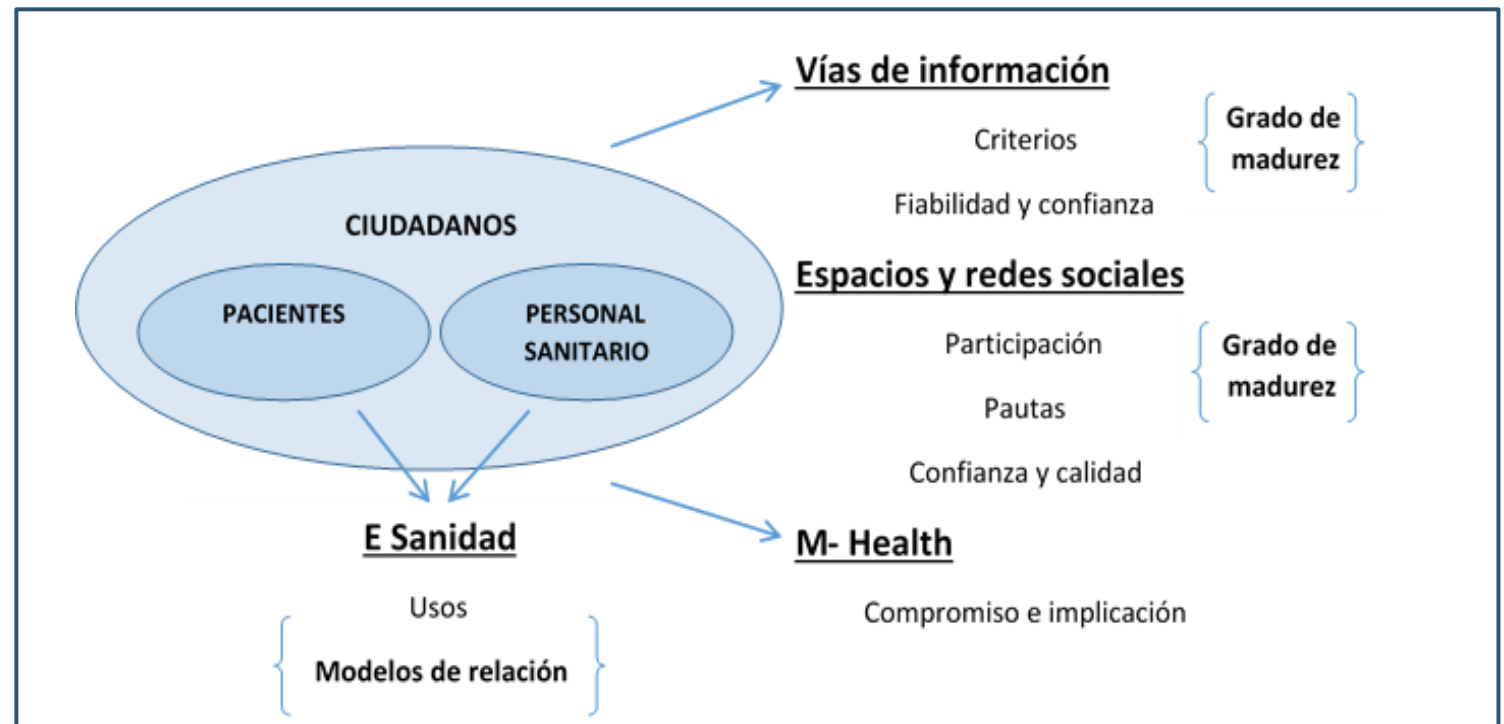 Vías de información
Criterios
Fiabilidad y confianza
Grado de
madurez
CIUDADANOS
PACIENTES
PERSONAL
SANITARIO
Espacios y redes sociales
Participación
Pautas
Confianza y calidad
Grado de
madurez
E Sanidad
Usos
Modelos de relación
M- Health
Compromiso e implicación